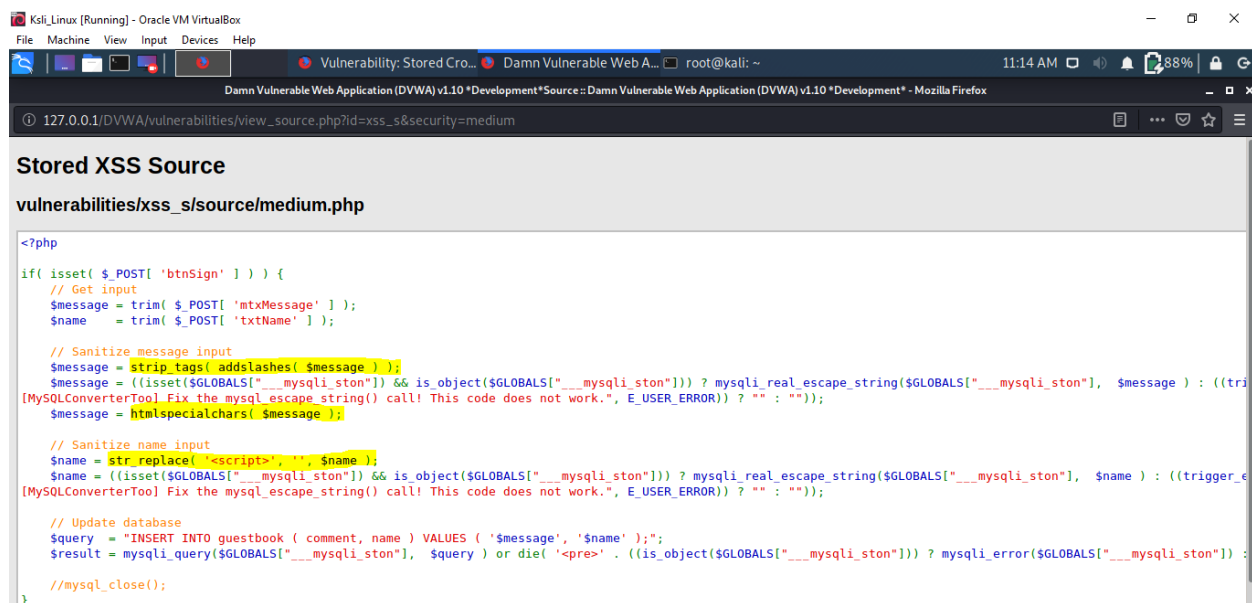 Ksli_Linux [Running] - Oracle VM VirtualBox
File Machine View Input Devices Help
Vulnerability: Stored Cro... Damn Vulnerable Web A... root@kali: ~ 11:14 AM 88%
Damn Vulnerable Web Application (DVWA) v1.10 *Development*Source :: Damn Vulnerable Web Application (DVWA) v1.10 *Development* - Mozilla Firefox
127.0.0.1/DVWA/vulnerabilities/view_source.php?id=xss_s&security=medium
Stored XSS Source
vulnerabilities/xss_s/source/medium.php
<?php
if( isset( $_POST[ 'btnSign' ] ) ) {
// Get input
$message = trim( $_POST[ 'mtxMessage' ] );
$name    = trim( $_POST[ 'txtName' ] );
// Sanitize message input
$message = strip_tags( addslashes( $message ) );
$message = ((isset($GLOBALS["___mysqli_ston"]) && is_object($GLOBALS["___mysqli_ston"])) ? mysqli_real_escape_string($GLOBALS["___mysqli_ston"],  $message ) : ((tri
[MySQLConverterToo] Fix the mysql_escape_string() call! This code does not work.", E_USER_ERROR)) ? "" : ""));
$message = htmlspecialchars( $message );
// Sanitize name input
$name = str_replace( '<script>', '', $name );
$name = ((isset($GLOBALS["___mysqli_ston"]) && is_object($GLOBALS["___mysqli_ston"])) ? mysqli_real_escape_string($GLOBALS["___mysqli_ston"],  $name ) : ((trigger_e
[MySQLConverterToo] Fix the mysql_escape_string() call! This code does not work.", E_USER_ERROR)) ? "" : ""));
// Update database
$query  = "INSERT INTO guestbook ( comment, name ) VALUES ( '$message', '$name' );";
$result = mysqli_query($GLOBALS["___mysqli_ston"],  $query ) or die( '<pre>' . ((is_object($GLOBALS["___mysqli_ston"])) ? mysqli_error($GLOBALS["___mysqli_ston"]) :
//mysql_close();
}